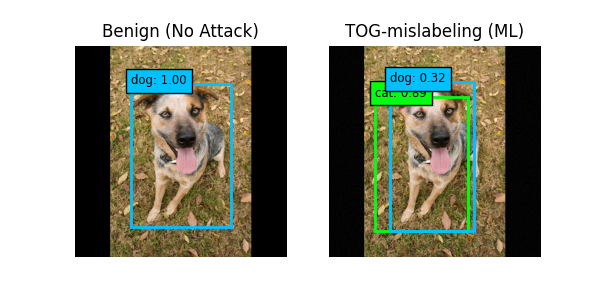 Benign (No Attack)
TOG-mislabeling (ML)
dog: 1.00
dog: 0.32
cat: 0.89